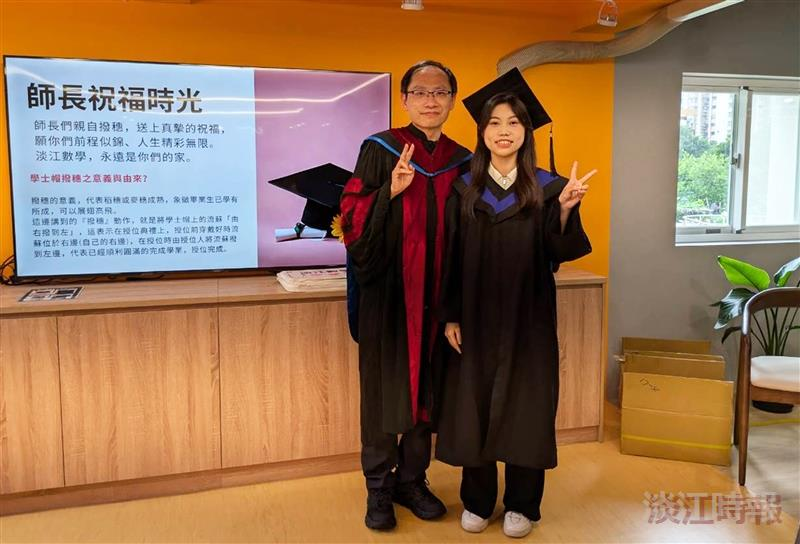 師長祝福時光
師長們親自撥穗，送上真摯的祝福，
願你們前程似錦、人生精彩無限。
淡江數學，永遠是你們的家。
學士帽撥穗之意義與由來?
撥穗的意義，代表稻穗或麥穗成熟，象徵畢業生已學有
所成，可以展翅高飛。
這邊講到的『撥穗』動作，就是將學士帽上的流蘇「由
右撥到左」，這表示在授位典禮上，授位前穿戴好時流
蘇位於右邊(自己的右邊)，在授位時由授位人將流蘇撥
到左邊，代表已經順利圓滿的完成學業，授位完成。
淡江時報